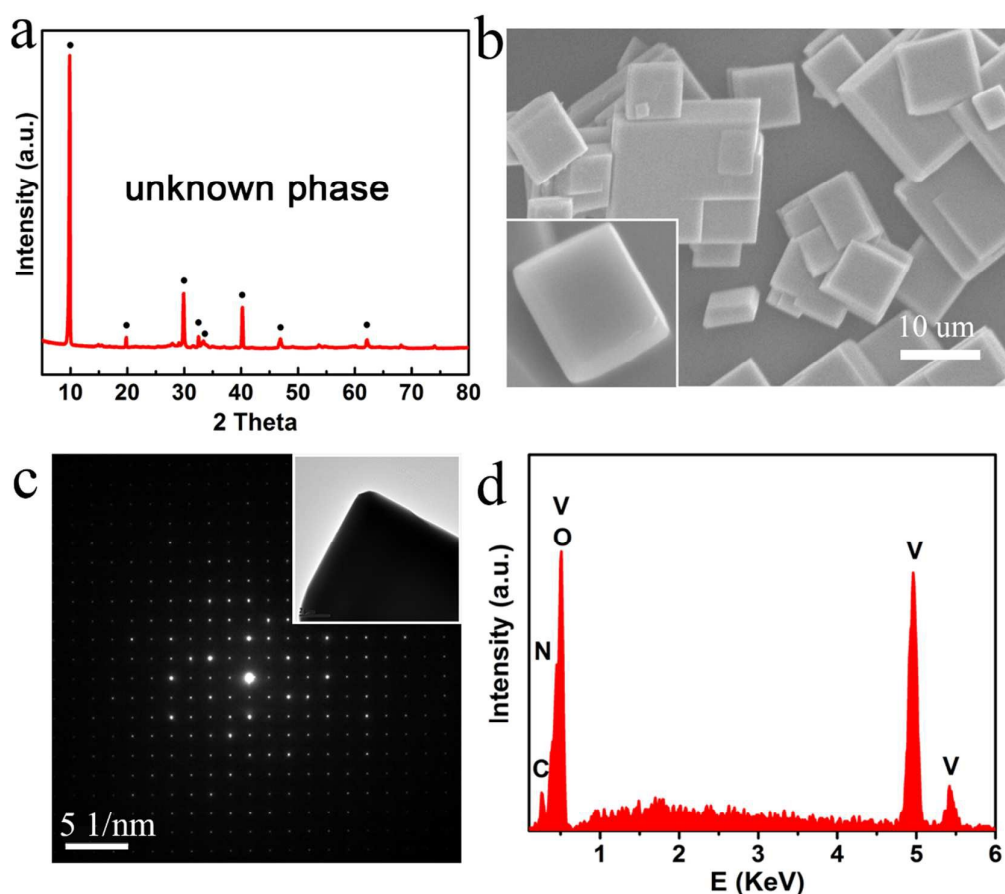 a
Intensity (a.u.)
unknown phase
10 20 30 40 50 60 70 80
2 Theta
b
10 um
c
5 1/nm
d
Intensity (a.u.)
V
O
N
C
V
V
1 2 3 4 5 6
E (KeV)